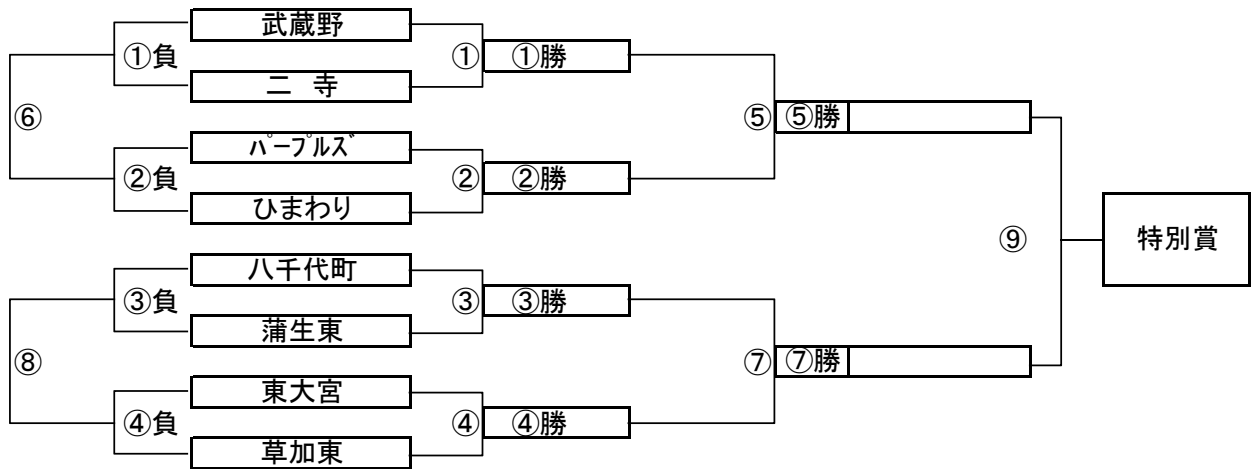 武蔵野
①負
①
①勝
二 寺
⑥
⑤
⑤勝
パープルズ
②負
②
②勝
ひまわり
⑨
特別賞
八千代町
③負
③
③勝
蒲生東
⑧
⑦
⑦勝
東大宮
④負
④
④勝
草加東